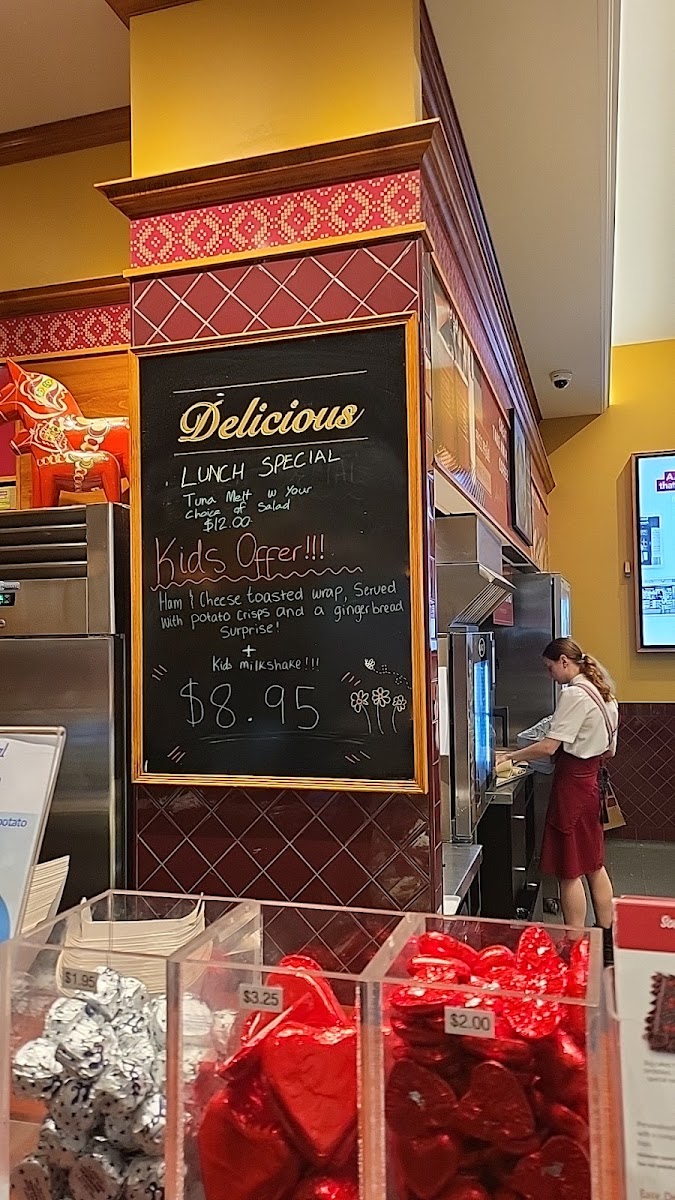 Delicious
LUNCH SPECIAL
Tuna Melt w Your
Choice of Salad
$12.00
Kids Offer!!!
Ham & Cheese toasted wrap, Served
with potato crisps and a gingerbread
Surprise!
+
Kids milkshake!!!
$8.95
potato
$1.95
$3.25
$2.00